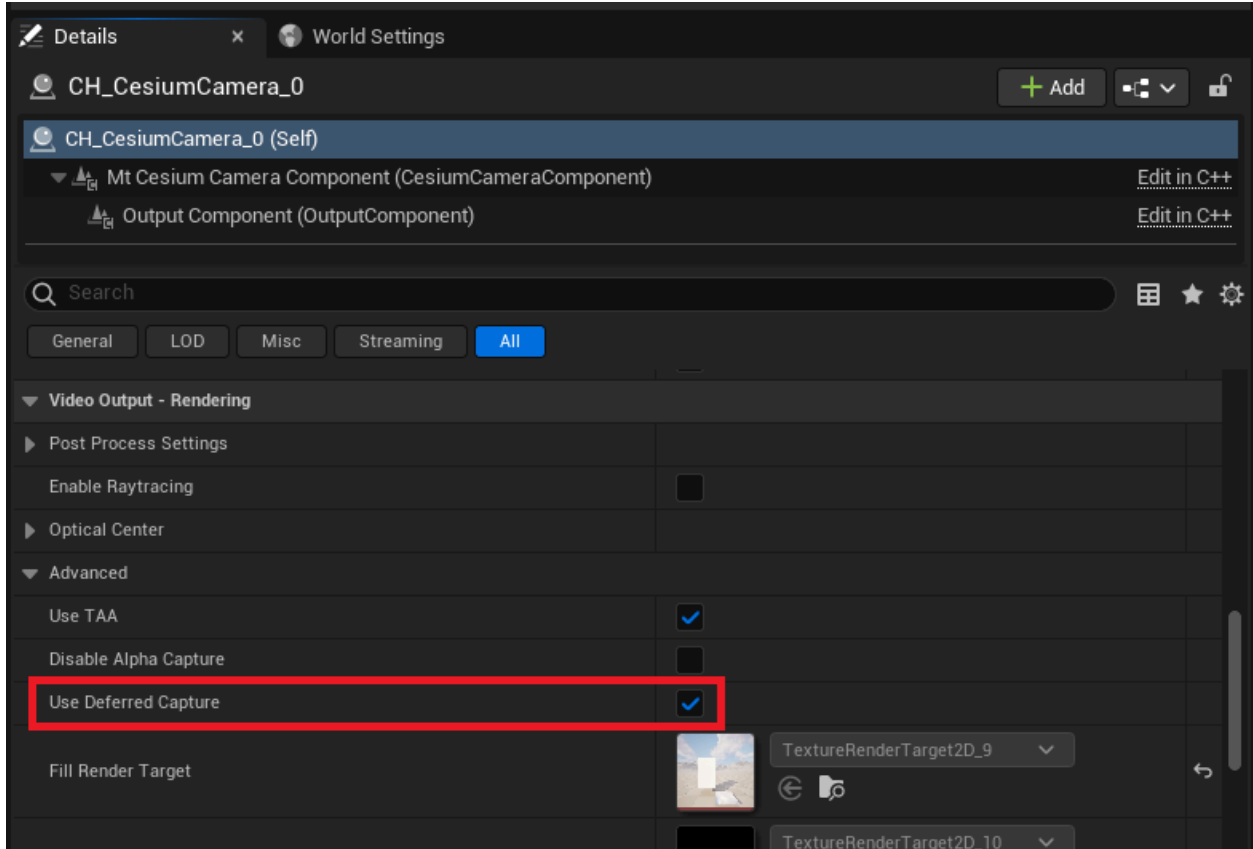 Details
World Settings
CH_CesiumCamera_0
Add
CH_CesiumCamera_0 (Self)
Mt Cesium Camera Component (CesiumCameraComponent) Edit in C++
Output Component (OutputComponent) Edit in C++
Search
General LOD Misc Streaming All
Video Output - Rendering
Post Process Settings
Enable Raytracing
Optical Center
Advanced
Use TAA
Disable Alpha Capture
Use Deferred Capture
Fill Render Target TextureRenderTarget2D_9
TextureRenderTarget2D_10